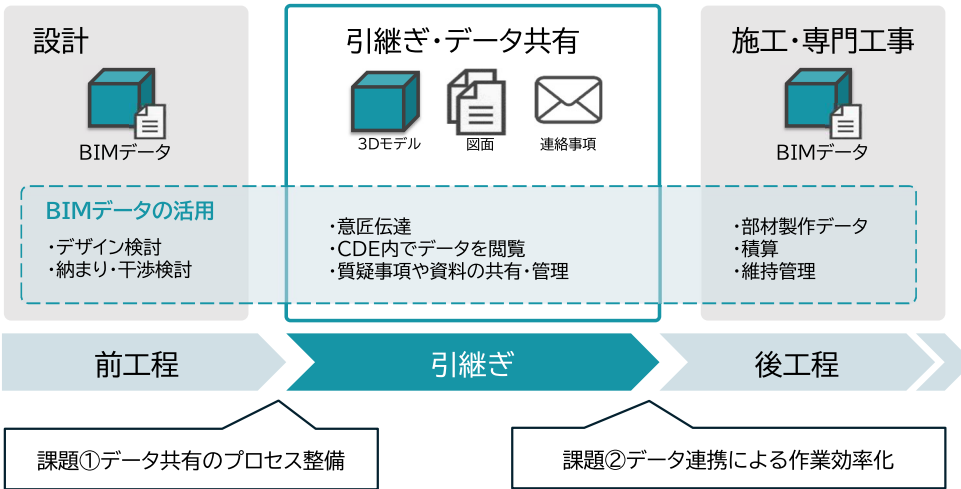 設計
BIMデータ
引継ぎ・データ共有
3Dモデル
図面
連絡事項
施工・専門工事
BIMデータ
BIMデータの活用
・デザイン検討
・納まり・干渉検討
・意匠伝達
・CDE内でデータを閲覧
・質疑事項や資料の共有・管理
・部材製作データ
・積算
・維持管理
前工程
引継ぎ
後工程
課題①データ共有のプロセス整備
課題②データ連携による作業効率化